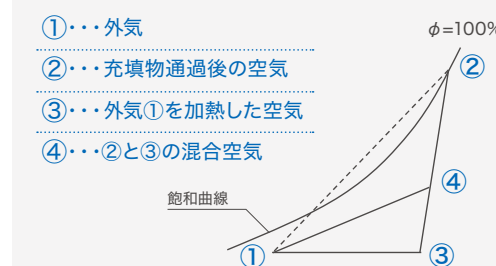 ①・・・外気
φ=100%
②・・・充填物通過後の空気
②
③・・・外気①を加熱した空気
④・・・②と③の混合空気
④
飽和曲線
①
③